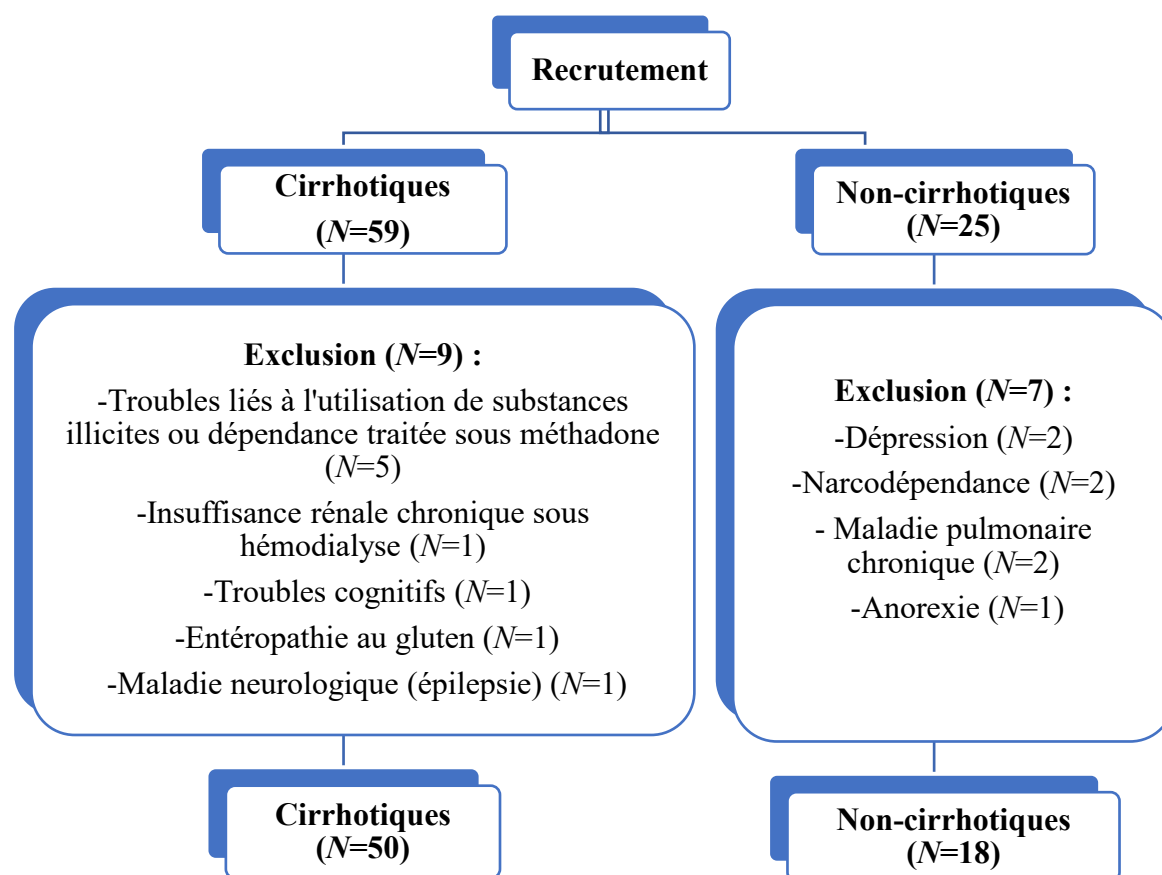 Recrutement
Cirrhotiques
(N=59)
Non-cirrhotiques
(N=25)
Exclusion (N=9) :
-Troubles liés à l'utilisation de substances
illicites ou dépendance traitée sous méthadone
(N=5)
-Insuffisance rénale chronique sous
hémodialyse (N=1)
-Troubles cognitifs (N=1)
-Entéropathie au gluten (N=1)
-Maladie neurologique (épilepsie) (N=1)
Exclusion (N=7) :
-Dépression (N=2)
-Narcodépendance (N=2)
- Maladie pulmonaire
chronique (N=2)
-Anorexie (N=1)
Cirrhotiques
(N=50)
Non-cirrhotiques
(N=18)